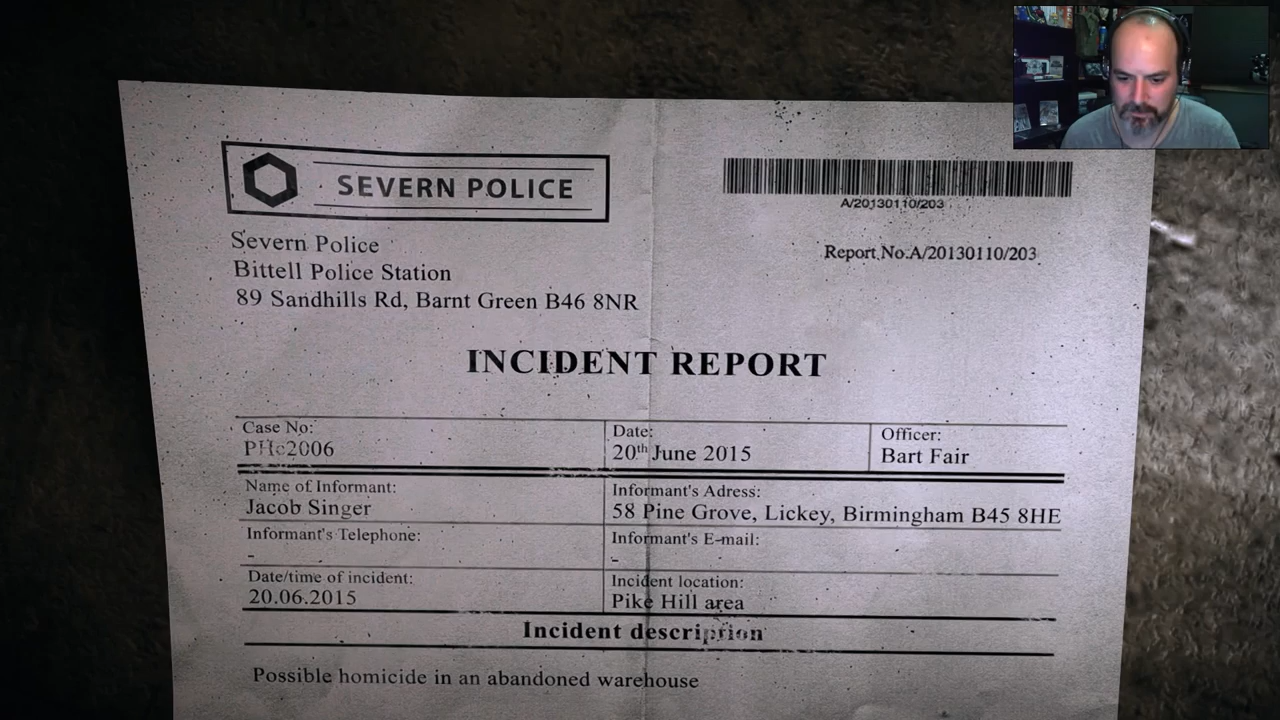 SEVERN POLICE
A/20130110/203
Severn Police
Bittell Police Station
89 Sandhills Rd, Barnt Green B46 8NR
Report No:A/20130110/203
INCIDENT REPORT
Case No:
PHc2006
Date:
20th June 2015
Officer:
Bart Fair
Name of Informant:
Jacob Singer
Informant's Adress:
58 Pine Grove, Lickey, Birmingham B45 8HE
Informant's Telephone:
-
Informant's E-mail:
-
Date/time of incident:
20.06.2015
Incident location:
Pike Hill area
Incident description
Possible homicide in an abandoned warehouse